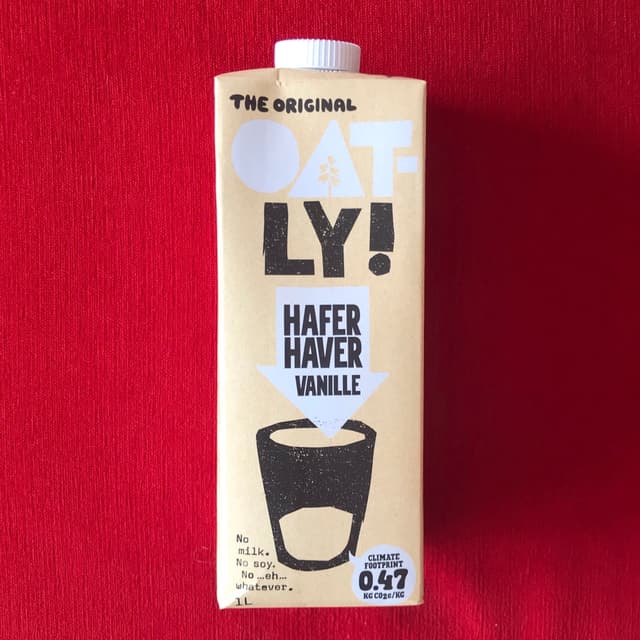 THE ORIGINAL
OAT-
LY!
HAFER
HAVER
VANILLE
No
milk.
No soy.
No ...eh...
whatever.
1L
CLIMATE
FOOTPRINT
0.47
KG CO2e/KG